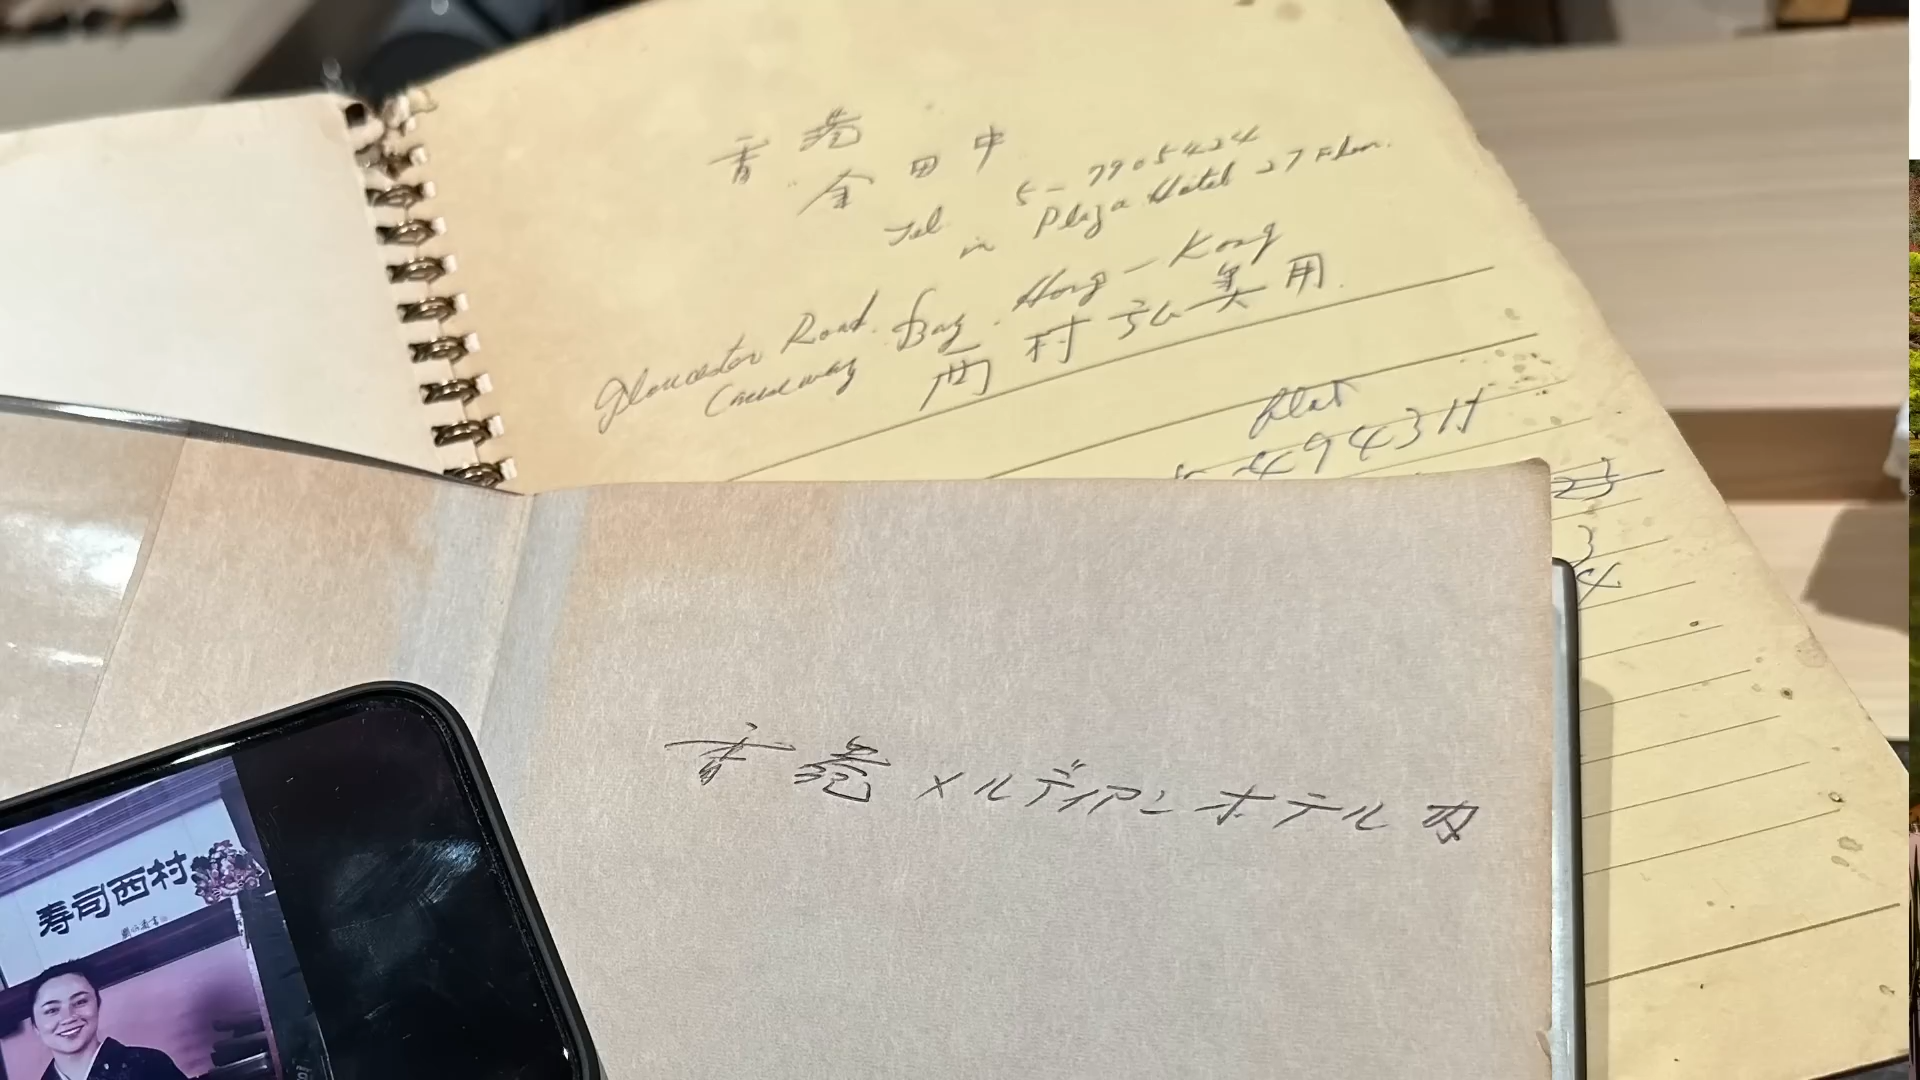 香港
金田中
Tel 5-7905424
in Plaza Hotel 27 Floor.
Gloucester Road.
Causeway Bay. Hong-Kong
西村弘美用
flat
4943H
香港メルディアンホテル内
寿司西村